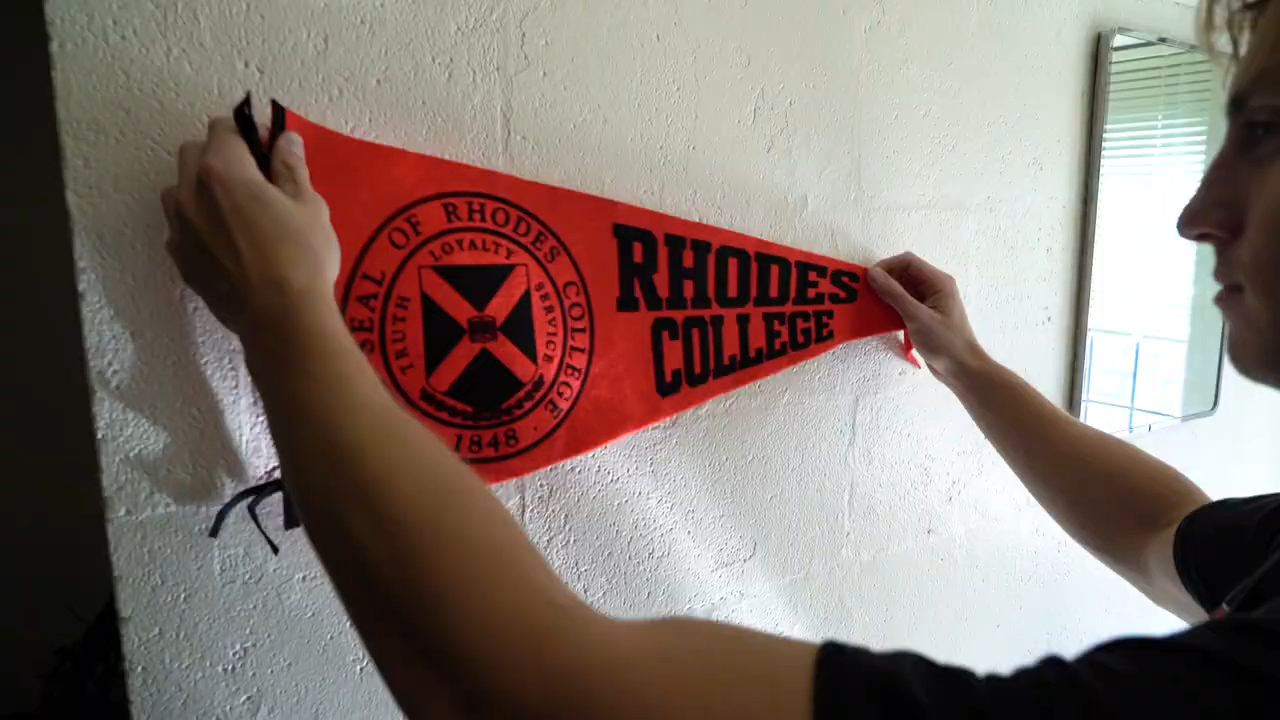 SEAL OF RHODES COLLEGE · 1848 ·
LOYALTY
TRUTH
SERVICE
RHODES
COLLEGE